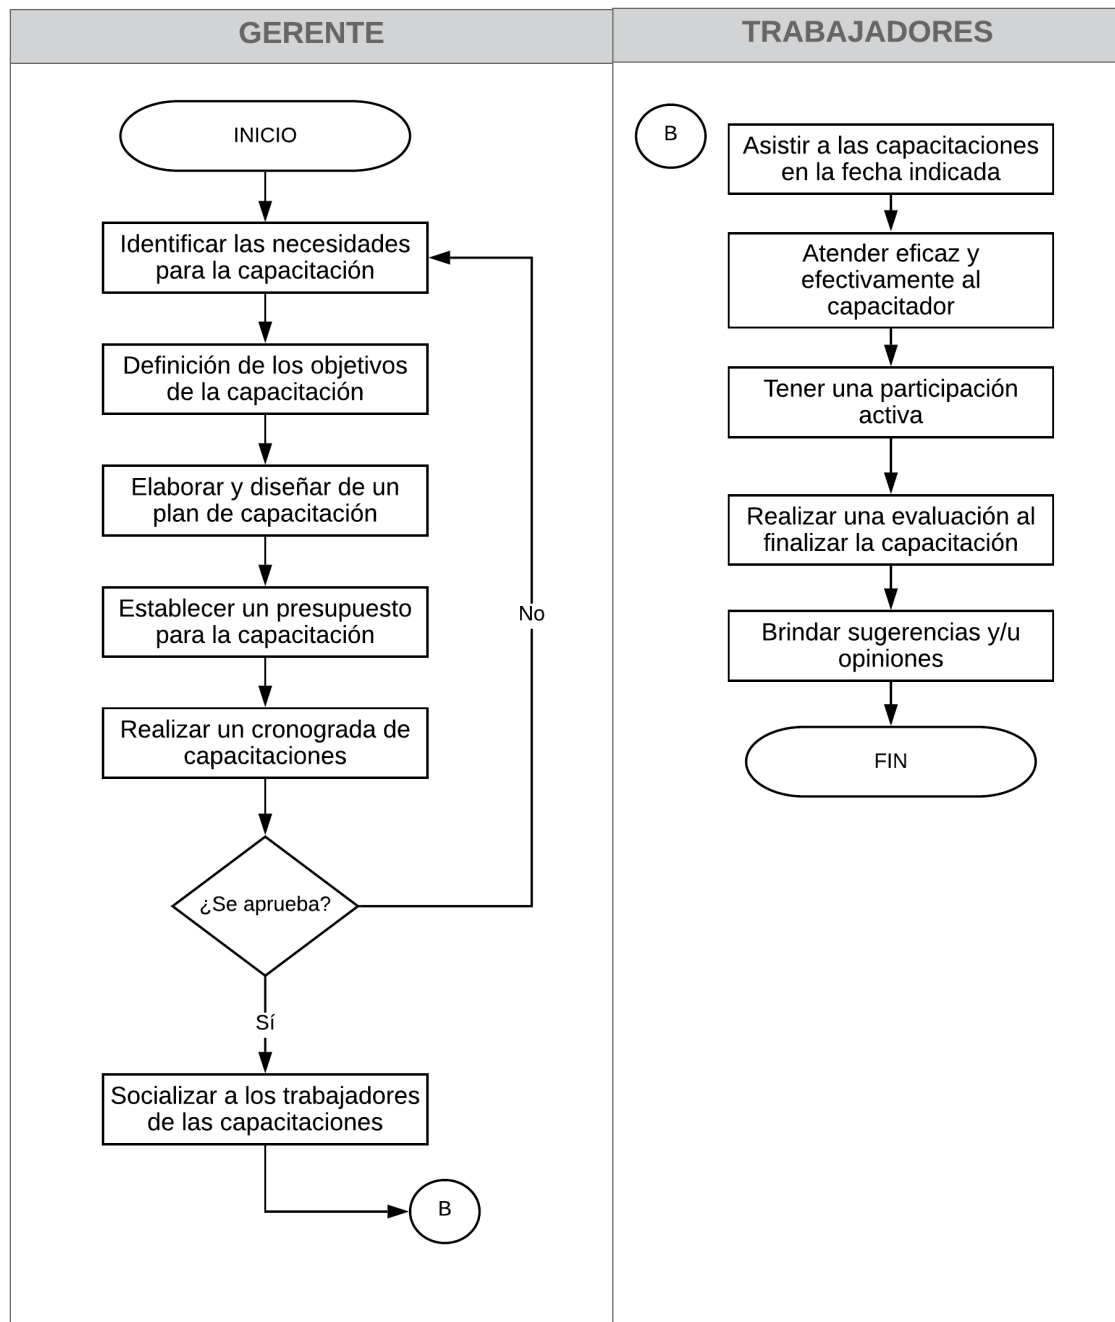 GERENTE
INICIO
Identificar las necesidades
para la capacitación
Definición de los objetivos
de la capacitación
Elaborar y diseñar de un
plan de capacitación
Establecer un presupuesto
para la capacitación
Realizar un cronograda de
capacitaciones
¿Se aprueba?
No
Sí
Socializar a los trabajadores
de las capacitaciones
B
TRABAJADORES
B
Asistir a las capacitaciones
en la fecha indicada
Atender eficaz y
efectivamente al
capacitador
Tener una participación
activa
Realizar una evaluación al
finalizar la capacitación
Brindar sugerencias y/u
opiniones
FIN